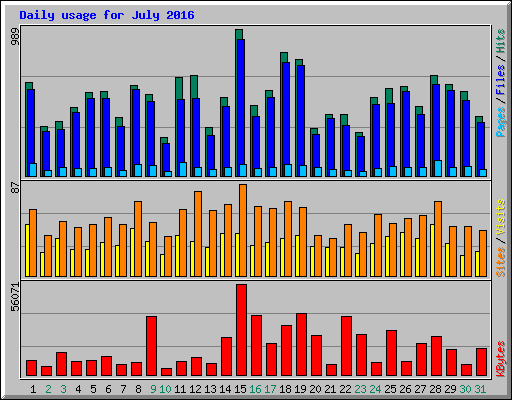 Daily usage for July 2016
989
Pages / Files / Hits
87
Sites / Visits
56071
KBytes
1 2 3 4 5 6 7 8 9 10 11 12 13 14 15 16 17 18 19 20 21 22 23 24 25 26 27 28 29 30 31